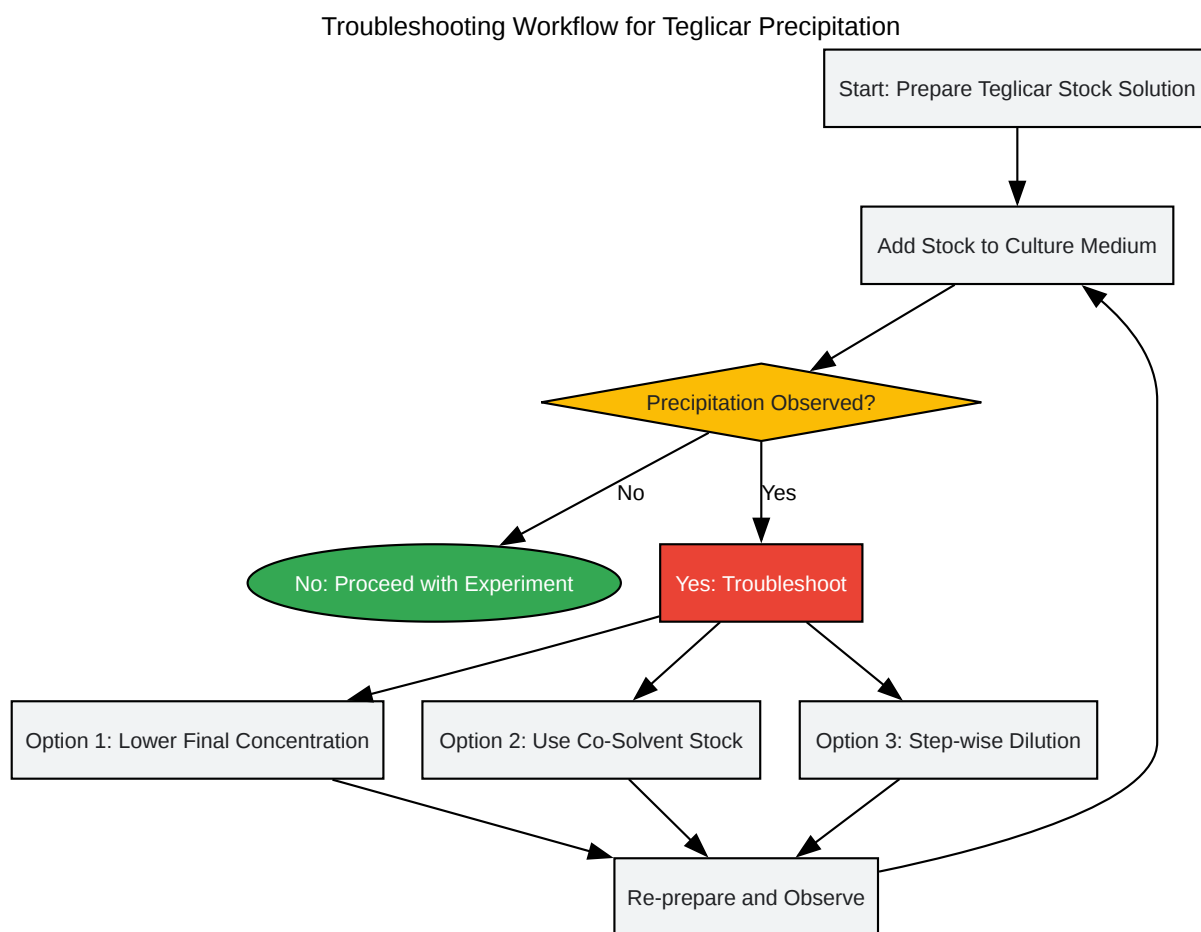 Troubleshooting Workflow for Teglicar Precipitation
Start: Prepare Teglicar Stock Solution
Add Stock to Culture Medium
Precipitation Observed?
No
Yes
No: Proceed with Experiment
Yes: Troubleshoot
Option 1: Lower Final Concentration
Option 2: Use Co-Solvent Stock
Option 3: Step-wise Dilution
Re-prepare and Observe